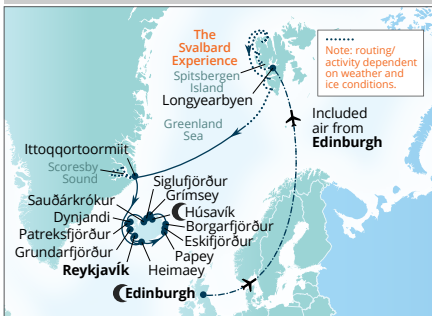 The
Svalbard
Experience
Spitsbergen
Island
Longyearbyen
Note: routing/
activity dependent
on weather and
ice conditions.
Greenland
Sea
Included
air from
Edinburgh
Ittoqqortoormiit
Scoresby
Sound
Siglufjörður
Grímsey
Sauðárkrókur
Húsavík
Dynjandi
Borgarfjörður
Patreksfjörður
Eskifjörður
Grundarfjörður
Papey
Reykjavík
Heimaey
Edinburgh